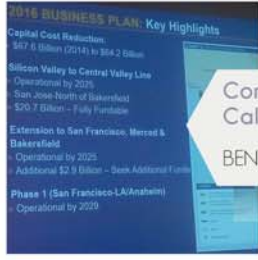 2016 BUSINESS PLAN: Key Highlights
Capital Cost Reduction:
- $67.6 Billion (2014) to $64.2 Billion
Silicon Valley to Central Valley Line
- Operational by 2025
- San Jose-North of Bakersfield
- $20.7 Billion – Fully Fundable
Extension to San Francisco, Merced &
Bakersfield
- Operational by 2025
- Additional $2.9 Billion – Seek Additional Funds
Phase 1 (San Francisco-LA/Anaheim)
- Operational by 2029
Con
Cal
BEN